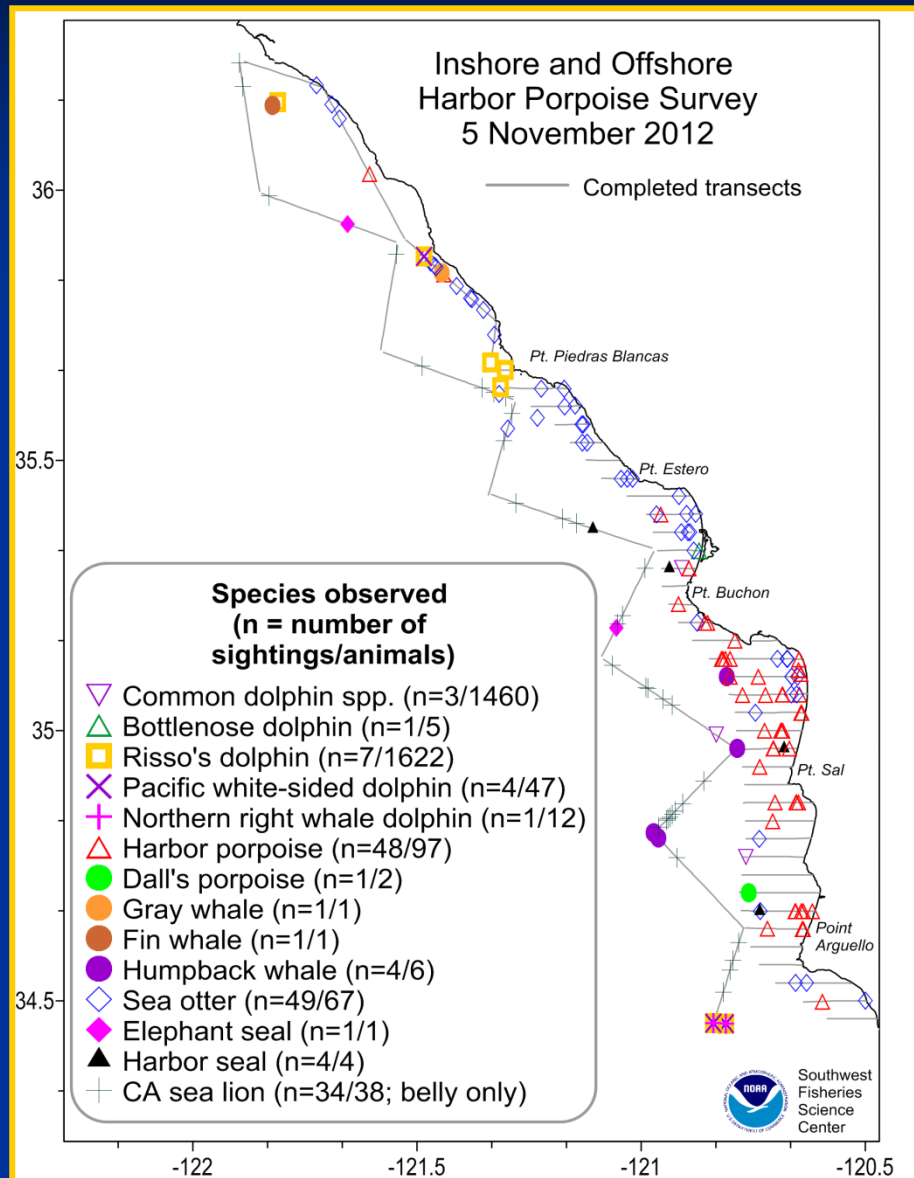 Inshore and Offshore
Harbor Porpoise Survey
5 November 2012
Completed transects
36
Pt. Piedras Blancas
35.5
Pt. Estero
Pt. Buchon
35
Pt. Sal
Point
Arguello
34.5
Species observed
(n = number of
sightings/animals)
Common dolphin spp. (n=3/1460)
Bottlenose dolphin (n=1/5)
Risso's dolphin (n=7/1622)
Pacific white-sided dolphin (n=4/47)
Northern right whale dolphin (n=1/12)
Harbor porpoise (n=48/97)
Dall's porpoise (n=1/2)
Gray whale (n=1/1)
Fin whale (n=1/1)
Humpback whale (n=4/6)
Sea otter (n=49/67)
Elephant seal (n=1/1)
Harbor seal (n=4/4)
CA sea lion (n=34/38; belly only)
NOAA
Southwest
Fisheries
Science
Center
-122
-121.5
-121
-120.5